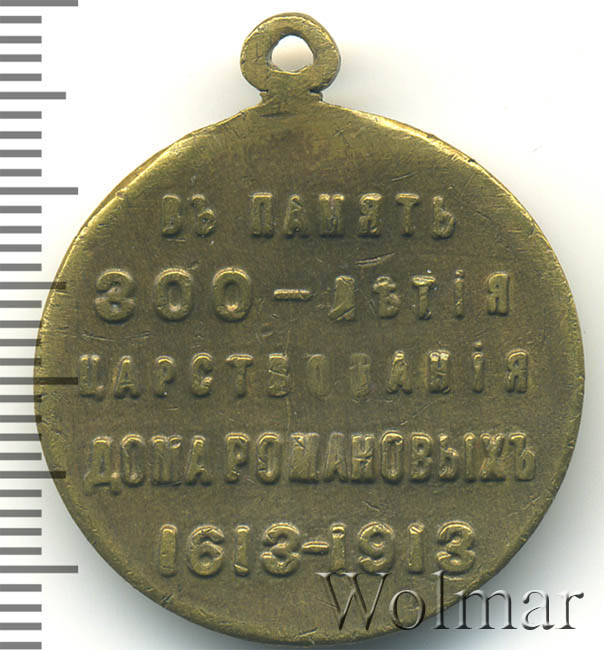 ВЪ ПАМЯТЬ
300-ЛѢТІЯ
ЦАРСТВОВАНІЯ
ДОМА РОМАНОВЫХЪ
1613-1913
Wolmar